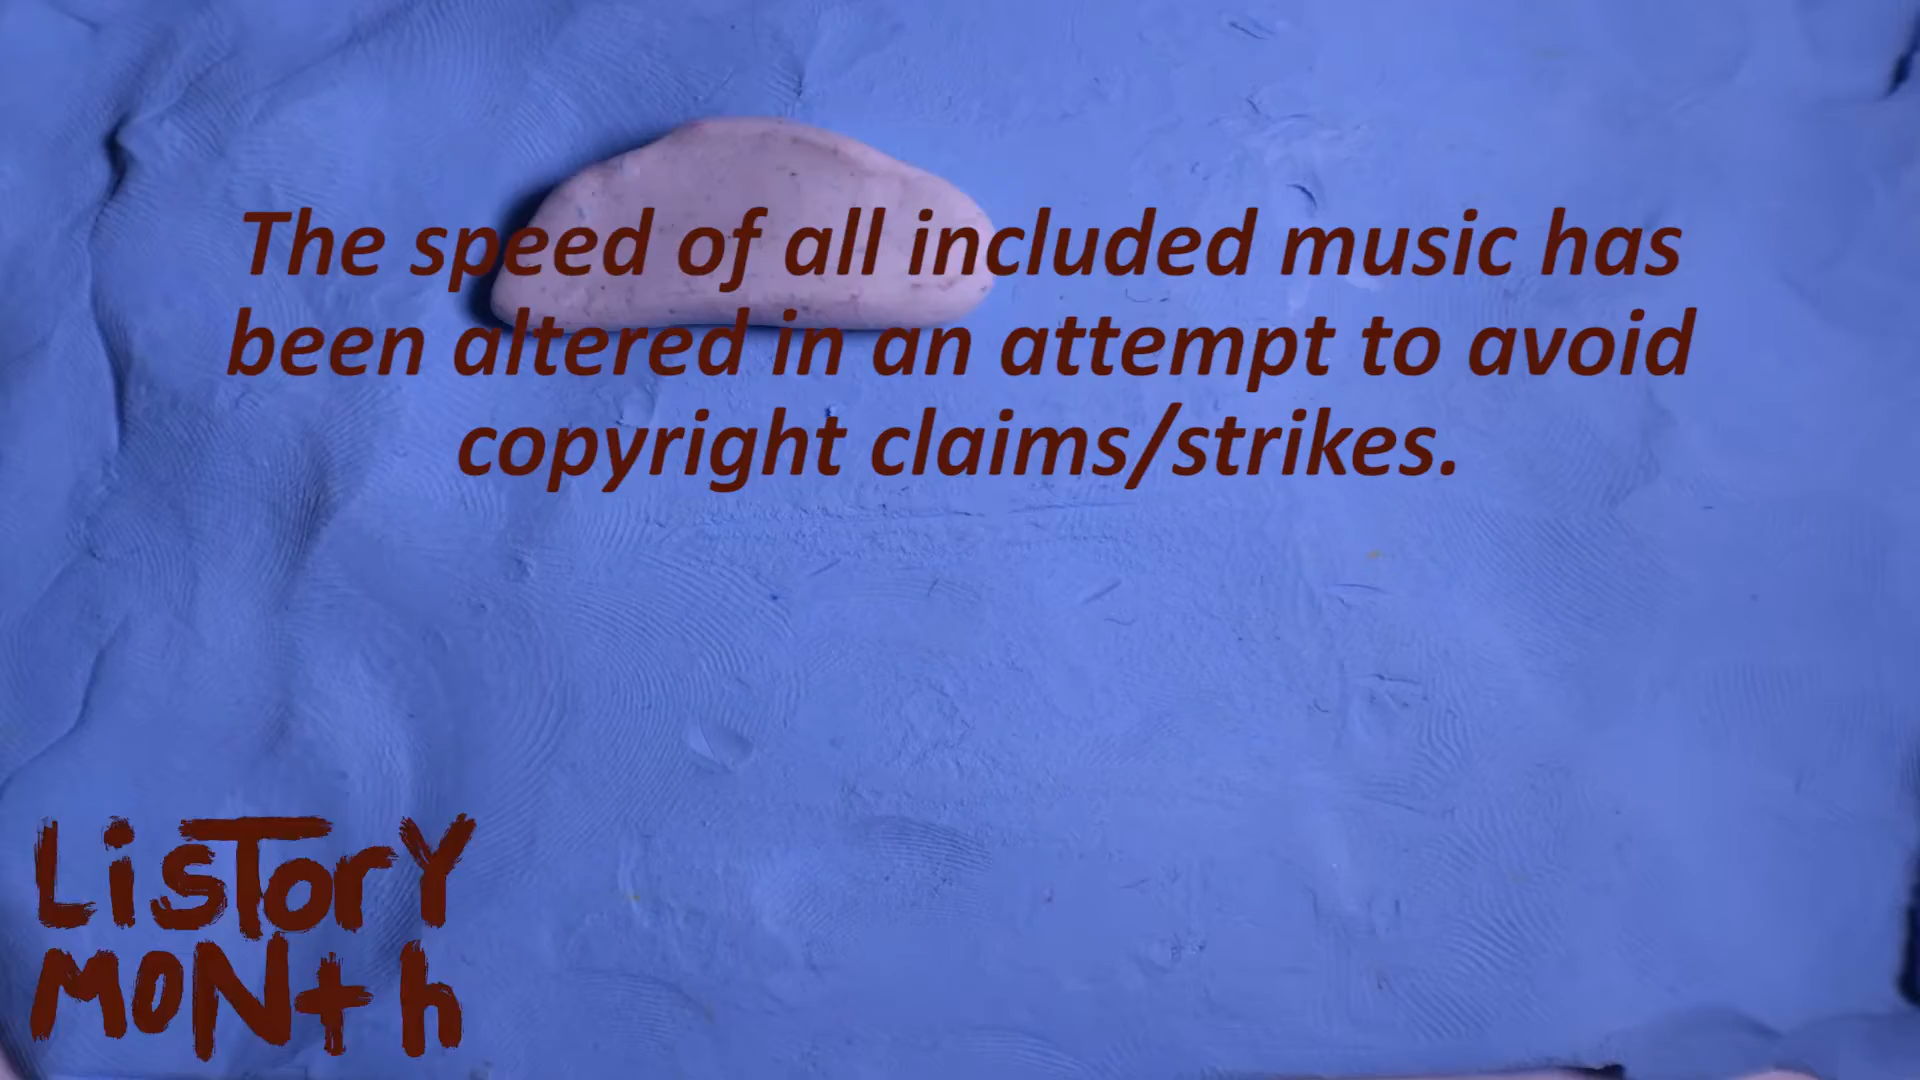 The speed of all included music has
been altered in an attempt to avoid
copyright claims/strikes.
LisTorY
MoNth